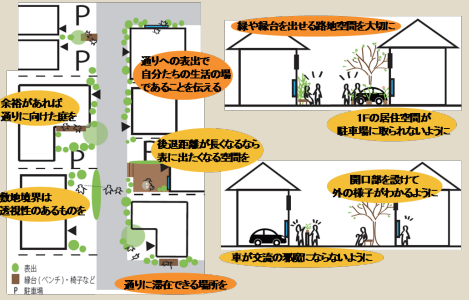 P
P
通りへの表出で
自分たちの生活の場
であることを伝える
余裕があれば
通りに向けた庭を
P
後退距離が長くなるなら
表に出たくなる空間を
P
敷地境界は
透視性のあるものを
表出
縁台(ベンチ)・椅子など
駐車場
通りに滞在できる場所を
緑や縁台を出せる路地空間を大切に
1Fの居住空間が
駐車場に取られないように
開口部を設けて
外の様子がわかるように
車が交流の邪魔にならないように